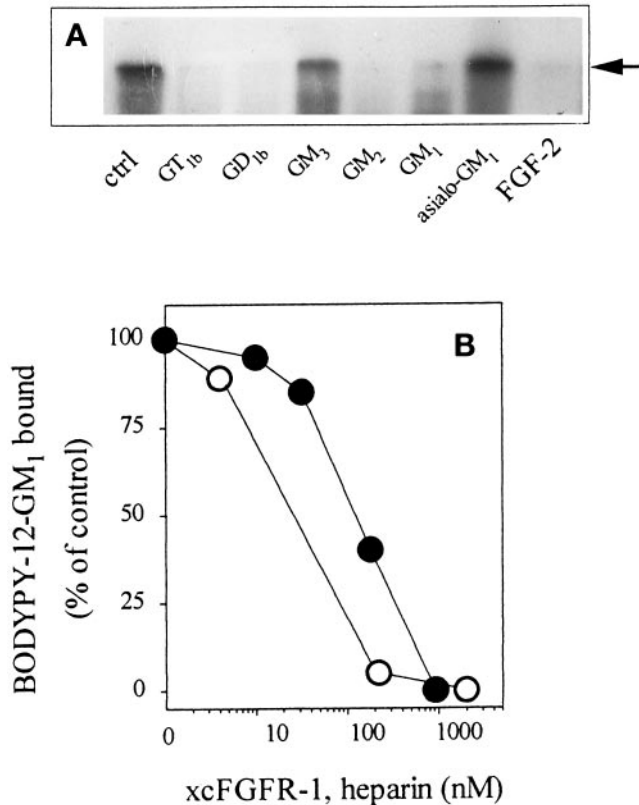 A
ctrl GT1b GD1b GM3 GM2 GM1 asialo-GM1 FGF-2
B
100
75
50
25
0
BODYPY-12-GM1 bound
(% of control)
0 10 100 1000
xcFGFR-1, heparin (nM)